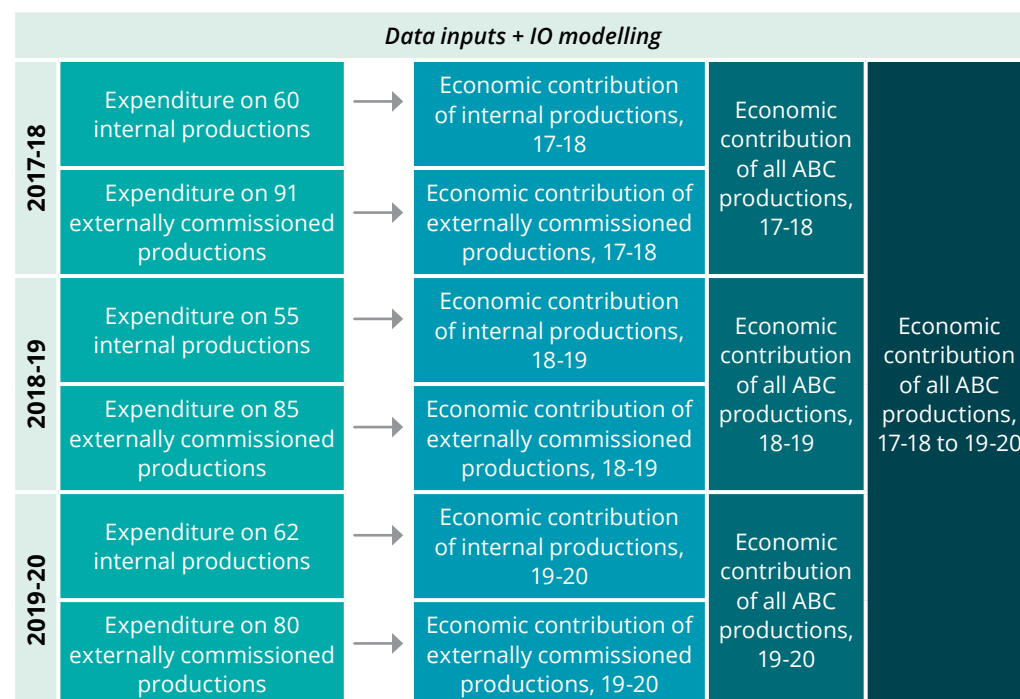 Data inputs + IO modelling
2017-18
Expenditure on 60
internal productions
Economic contribution
of internal productions,
17-18
Expenditure on 91
externally commissioned
productions
Economic contribution of
externally commissioned
productions, 17-18
Economic
contribution
of all ABC
productions,
17-18
2018-19
Expenditure on 55
internal productions
Economic contribution
of internal productions,
18-19
Expenditure on 85
externally commissioned
productions
Economic contribution of
externally commissioned
productions, 18-19
Economic
contribution
of all ABC
productions,
18-19
2019-20
Expenditure on 62
internal productions
Economic contribution
of internal productions,
19-20
Expenditure on 80
externally commissioned
productions
Economic contribution of
externally commissioned
productions, 19-20
Economic
contribution
of all ABC
productions,
19-20
Economic
contribution
of all ABC
productions,
17-18 to 19-20